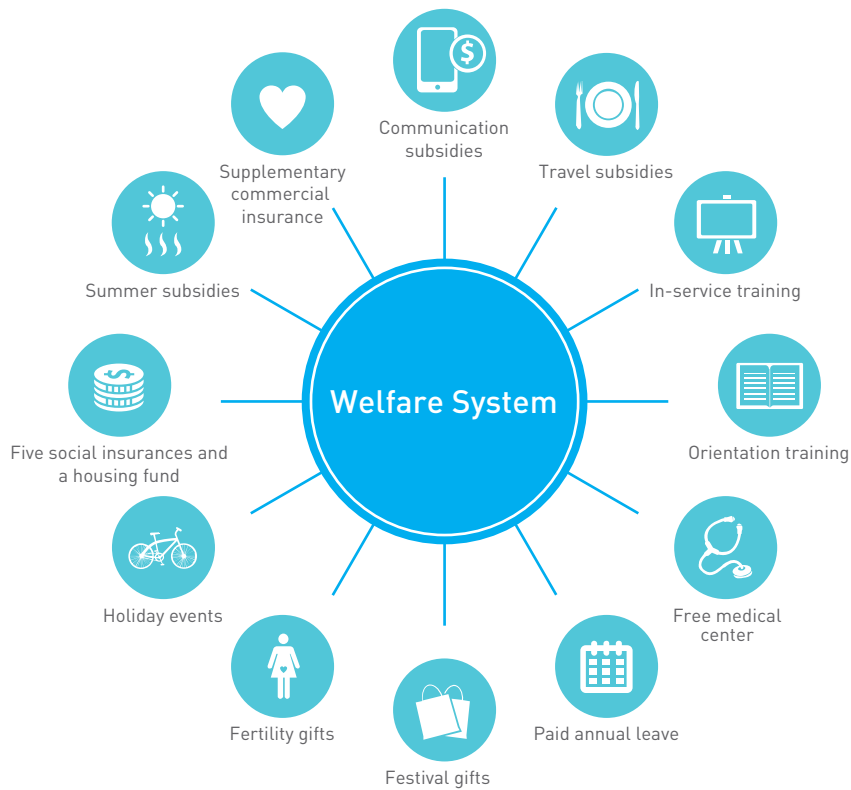 $
Communication
subsidies
Travel subsidies
Supplementary
commercial
insurance
In-service training
Summer subsidies
Welfare System
$
Five social insurances and
a housing fund
Orientation training
Holiday events
Free medical
center
Fertility gifts
Paid annual leave
Festival gifts